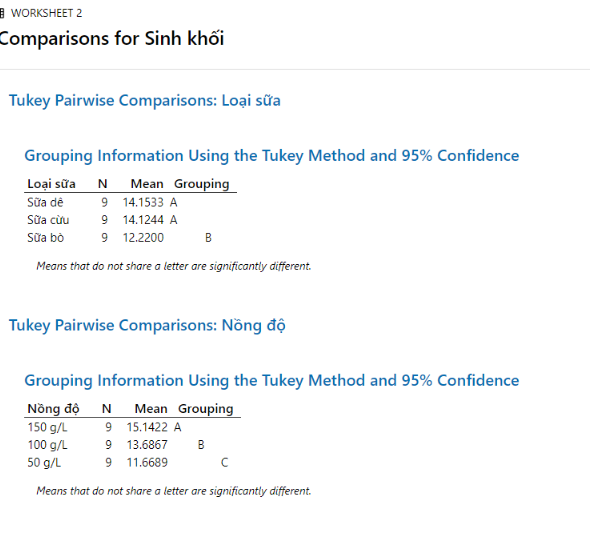 WORKSHEET 2
Comparisons for Sinh khối
Tukey Pairwise Comparisons: Loại sữa
Grouping Information Using the Tukey Method and 95% Confidence
Loại sữa N Mean Grouping
Sữa dê 9 14.1533 A
Sữa cừu 9 14.1244 A
Sữa bò 9 12.2200 B
Means that do not share a letter are significantly different.
Tukey Pairwise Comparisons: Nồng độ
Grouping Information Using the Tukey Method and 95% Confidence
Nồng độ N Mean Grouping
150 g/L 9 15.1422 A
100 g/L 9 13.6867 B
50 g/L 9 11.6689 C
Means that do not share a letter are significantly different.